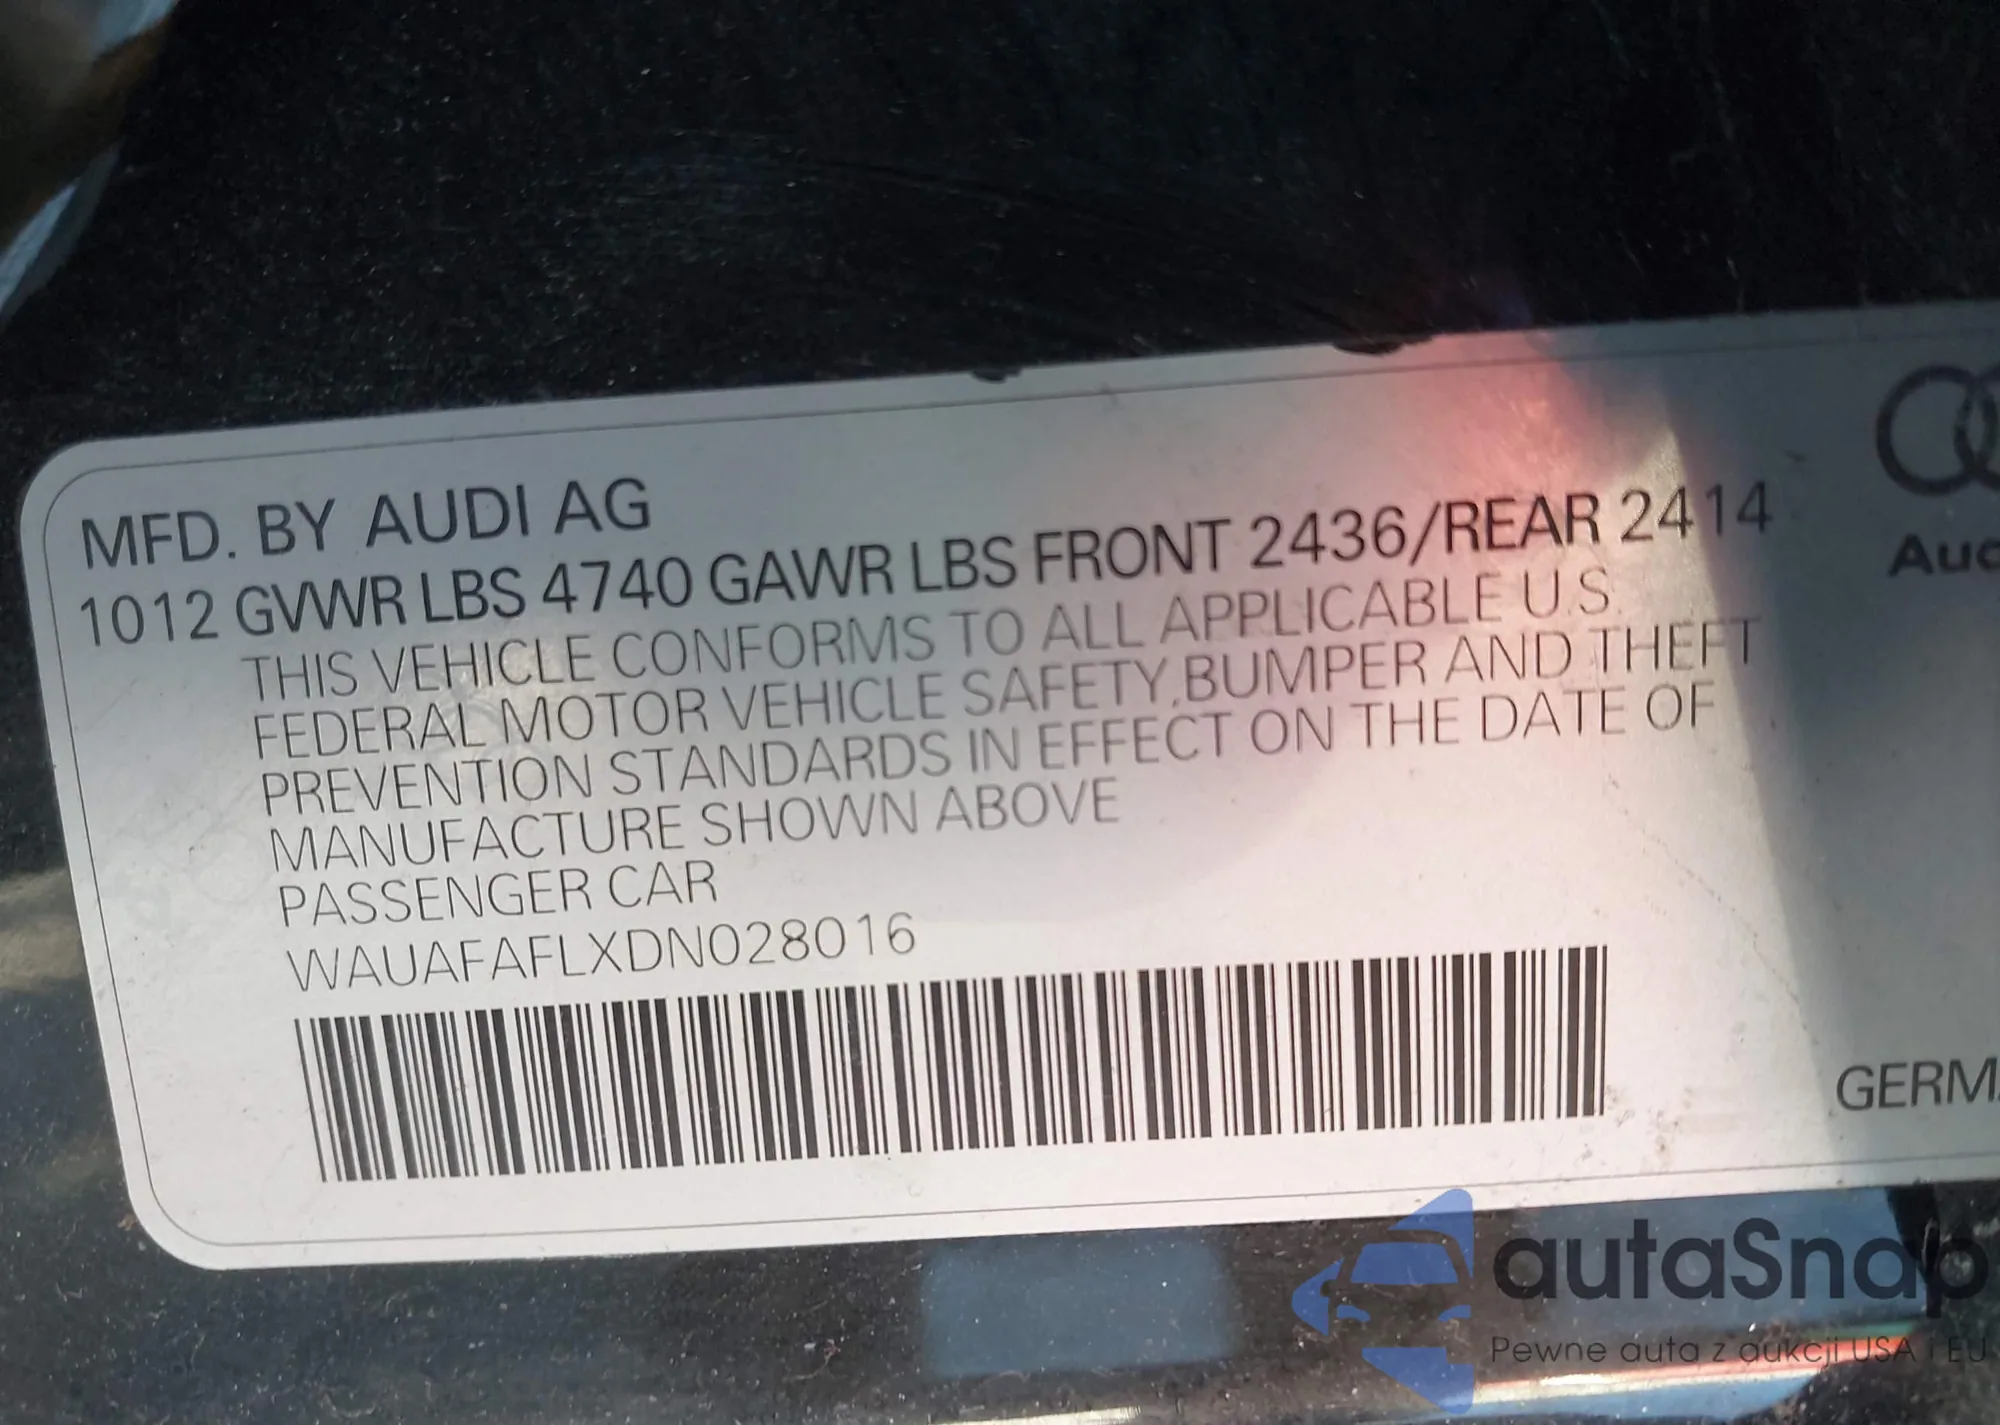 MFD. BY AUDI AG
1012 GVWR LBS 4740 GAWR LBS FRONT 2436/REAR 2414
THIS VEHICLE CONFORMS TO ALL APPLICABLE U.S.
FEDERAL MOTOR VEHICLE SAFETY,BUMPER AND THEFT
PREVENTION STANDARDS IN EFFECT ON THE DATE OF
MANUFACTURE SHOWN ABOVE
PASSENGER CAR
WAUAFAFLXDN028016
Aud
GERMA
autaSnap
Pewne auta z aukcji USA i EU